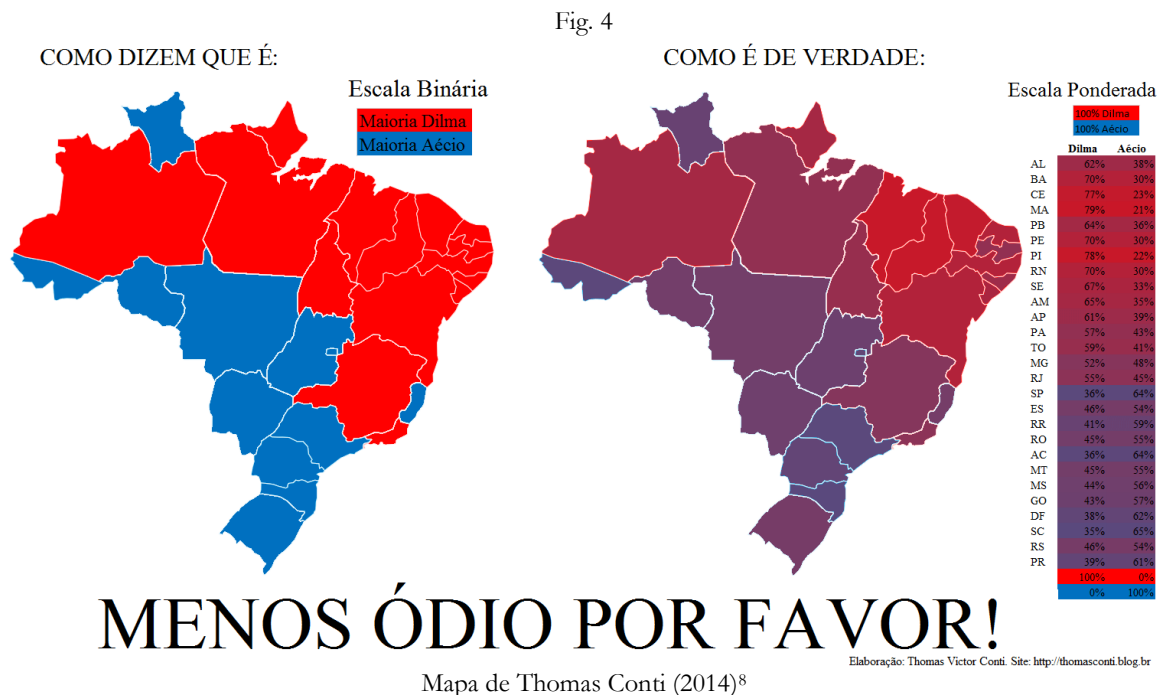 Fig. 4
COMO DIZEM QUE É:
Escala Binária
Maioria Dilma
Maioria Aécio
COMO É DE VERDADE:
Escala Ponderada
100% Dilma
100% Aécio
Dilma Aécio
AL 62% 38%
BA 70% 30%
CE 77% 23%
MA 79% 21%
PB 64% 36%
PE 70% 30%
PI 78% 22%
RN 70% 30%
SE 67% 33%
AM 65% 35%
AP 61% 39%
PA 57% 43%
TO 59% 41%
MG 52% 48%
RJ 55% 45%
SP 36% 64%
ES 46% 54%
RR 41% 59%
RO 45% 55%
AC 36% 64%
MT 45% 55%
MS 44% 56%
GO 43% 57%
DF 38% 62%
SC 35% 65%
RS 46% 54%
PR 39% 61%
100% 0%
0% 100%
MENOS ÓDIO POR FAVOR!
Elaboração: Thomas Victor Conti. Site: http://thomasconti.blog.br
Mapa de Thomas Conti (2014)⁸